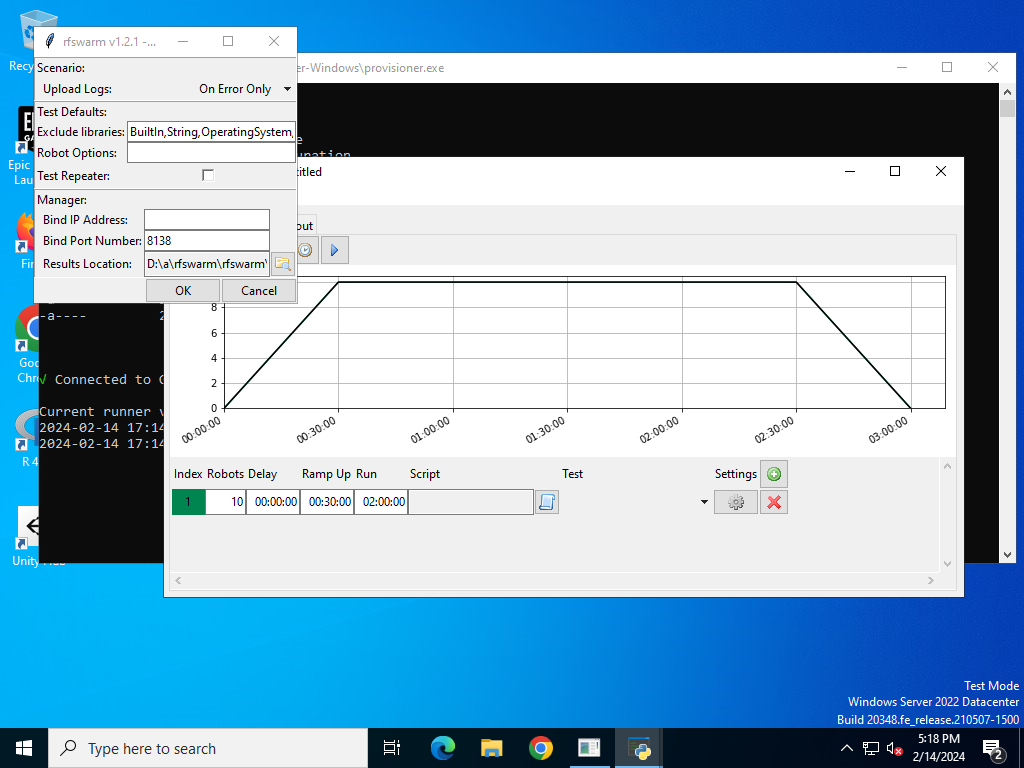 Recy
Epic
Lau
Fir
Goo
Chr
R 4
Unity Hub
rfswarm v1.2.1 -...
Scenario:
Upload Logs: On Error Only
Test Defaults:
Exclude libraries: BuiltIn,String,OperatingSystem,
Robot Options:
Test Repeater:
Manager:
Bind IP Address:
Bind Port Number: 8138
Results Location: D:\a\rfswarm\rfswarm\
OK Cancel
er-Windows\provisioner.exe
-a---- 2
√ Connected to G
Current runner v
2024-02-14 17:14
2024-02-14 17:14
titled
out
8
6
4
2
0
00:00:00 00:30:00 01:00:00 01:30:00 02:00:00 02:30:00 03:00:00
Index Robots Delay Ramp Up Run Script Test Settings
1 10 00:00:00 00:30:00 02:00:00
Test Mode
Windows Server 2022 Datacenter
Build 20348.fe_release.210507-1500
Type here to search
5:18 PM
2/14/2024
2